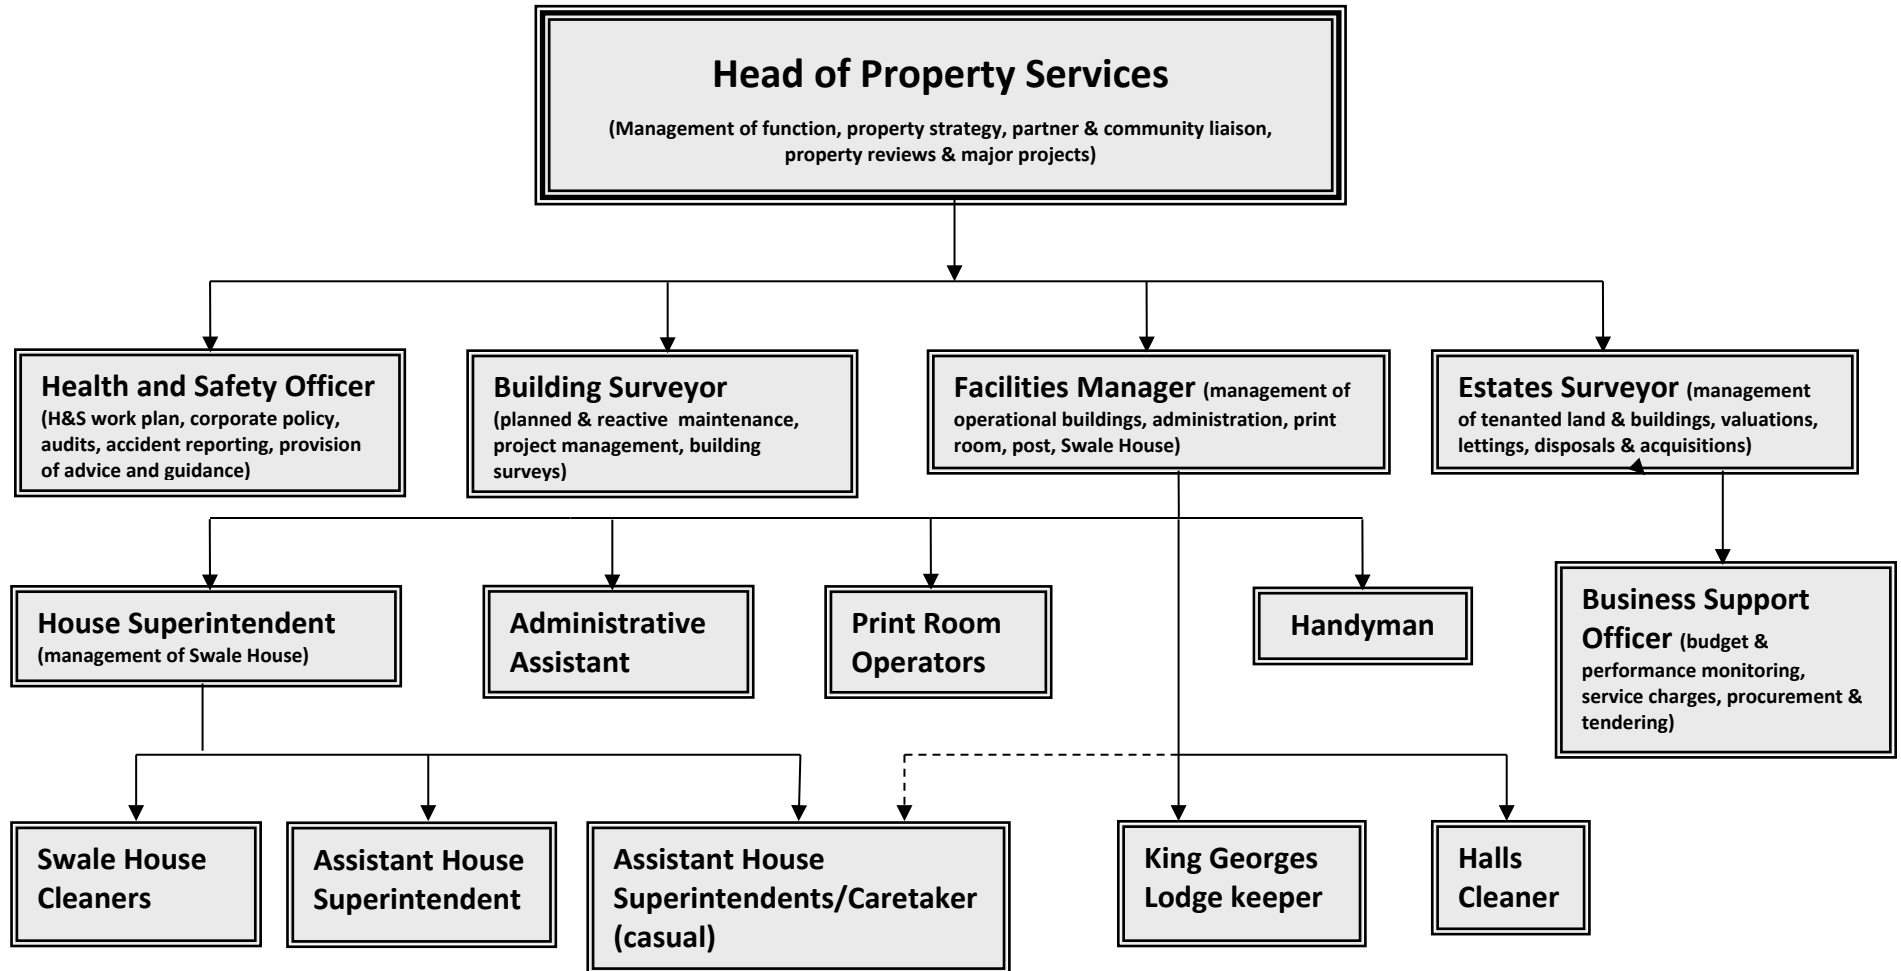 Head of Property Services
(Management of function, property strategy, partner & community liaison,
property reviews & major projects)
Health and Safety Officer
(H&S work plan, corporate policy,
audits, accident reporting, provision
of advice and guidance)
Building Surveyor
(planned & reactive maintenance,
project management, building
surveys)
Facilities Manager (management of
operational buildings, administration, print
room, post, Swale House)
Estates Surveyor (management
of tenanted land & buildings, valuations,
lettings, disposals & acquisitions)
House Superintendent
(management of Swale House)
Administrative
Assistant
Print Room
Operators
Handyman
Business Support
Officer (budget &
performance monitoring,
service charges, procurement &
tendering)
Swale House
Cleaners
Assistant House
Superintendent
Assistant House
Superintendents/Caretaker
(casual)
King Georges
Lodge keeper
Halls
Cleaner